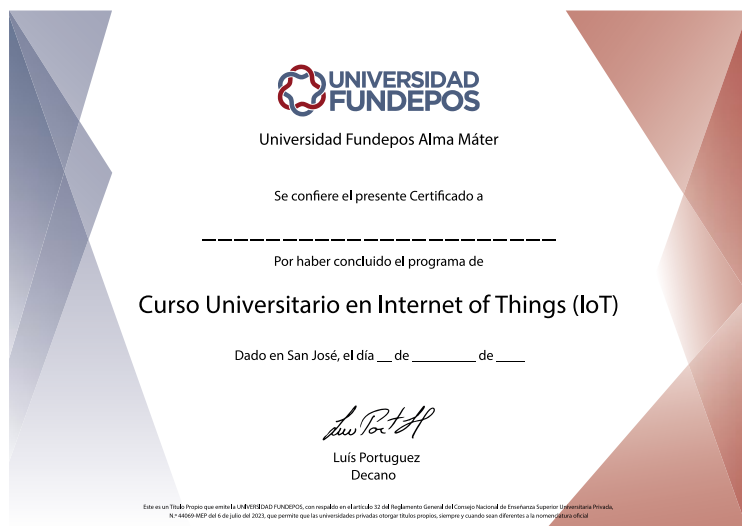 UNIVERSIDAD
FUNDEPOS
Universidad Fundepos Alma Máter
Se confiere el presente Certificado a
Por haber concluido el programa de
Curso Universitario en Internet of Things (IoT)
Dado en San José, el día __ de ________ de ____
Luís Portuguez
Decano
Este es un Título Propio que emite la UNIVERSIDAD FUNDEPOS, con respaldo en el artículo 32 del Reglamento General del Consejo Nacional de Enseñanza Superior Universitaria Privada,
N.º 44069-MEP del 6 de julio del 2023, que permite que las universidades privadas otorgar títulos propios, siempre y cuando sean diferentes a la nomenclatura oficial